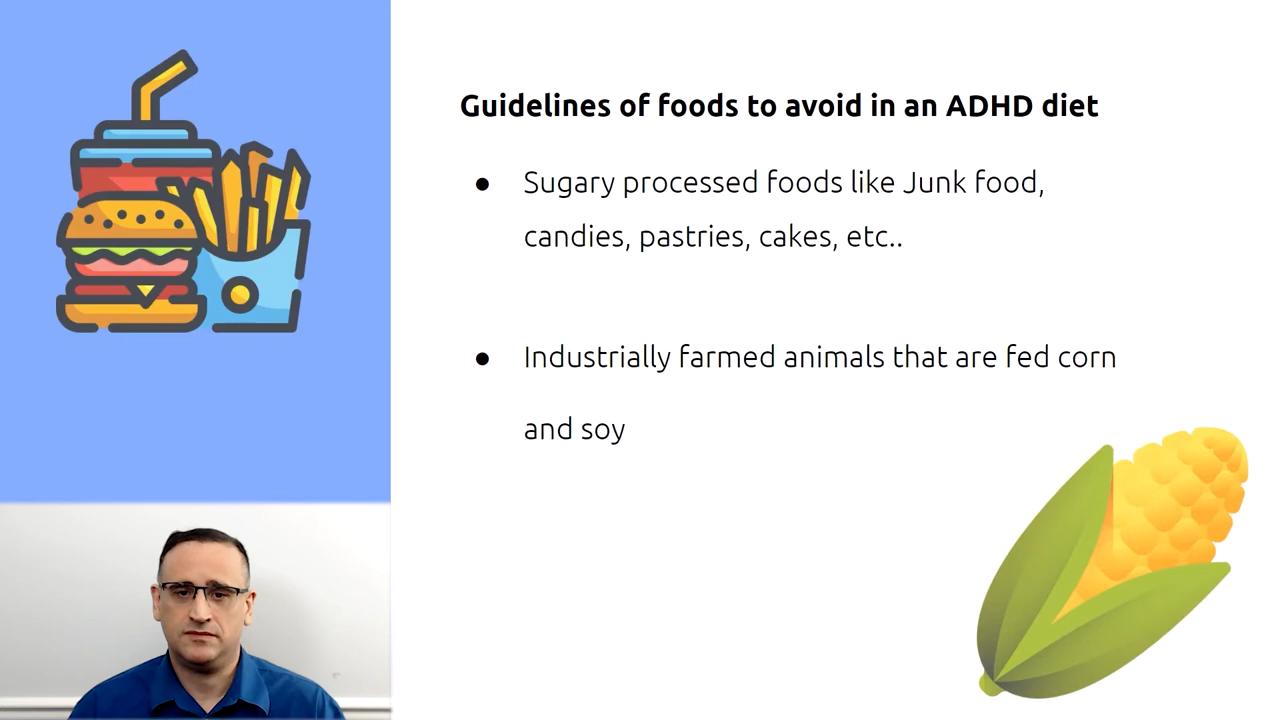 Guidelines of foods to avoid in an ADHD diet
● Sugary processed foods like Junk food,
candies, pastries, cakes, etc..
● Industrially farmed animals that are fed corn
and soy